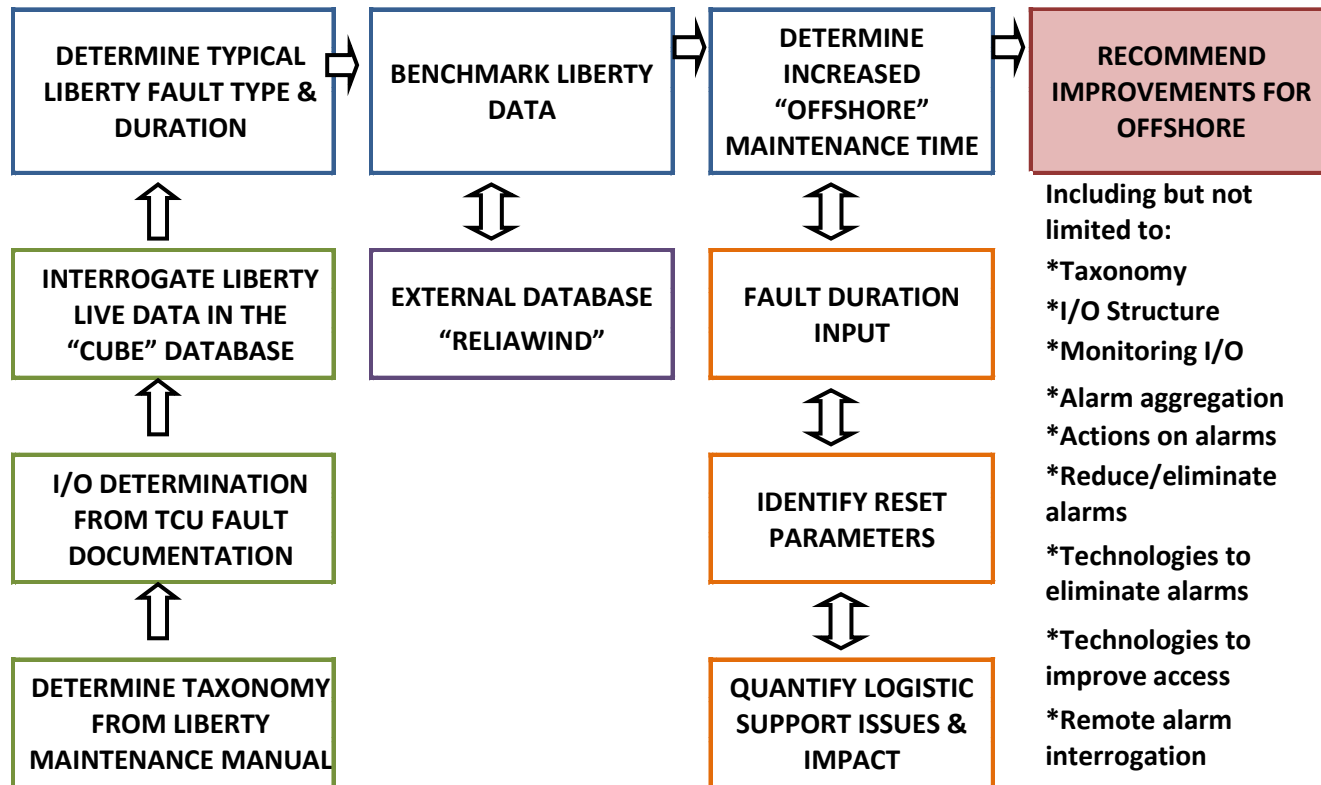 DETERMINE TYPICAL
LIBERTY FAULT TYPE &
DURATION
BENCHMARK LIBERTY
DATA
DETERMINE
INCREASED
“OFFSHORE”
MAINTENANCE TIME
RECOMMEND
IMPROVEMENTS FOR
OFFSHORE
INTERROGATE LIBERTY
LIVE DATA IN THE
“CUBE” DATABASE
EXTERNAL DATABASE
“RELIAWIND”
FAULT DURATION
INPUT
I/O DETERMINATION
FROM TCU FAULT
DOCUMENTATION
IDENTIFY RESET
PARAMETERS
DETERMINE TAXONOMY
FROM LIBERTY
MAINTENANCE MANUAL
QUANTIFY LOGISTIC
SUPPORT ISSUES &
IMPACT
Including but not
limited to:
*Taxonomy
*I/O Structure
*Monitoring I/O
*Alarm aggregation
*Actions on alarms
*Reduce/eliminate
alarms
*Technologies to
eliminate alarms
*Technologies to
improve access
*Remote alarm
interrogation